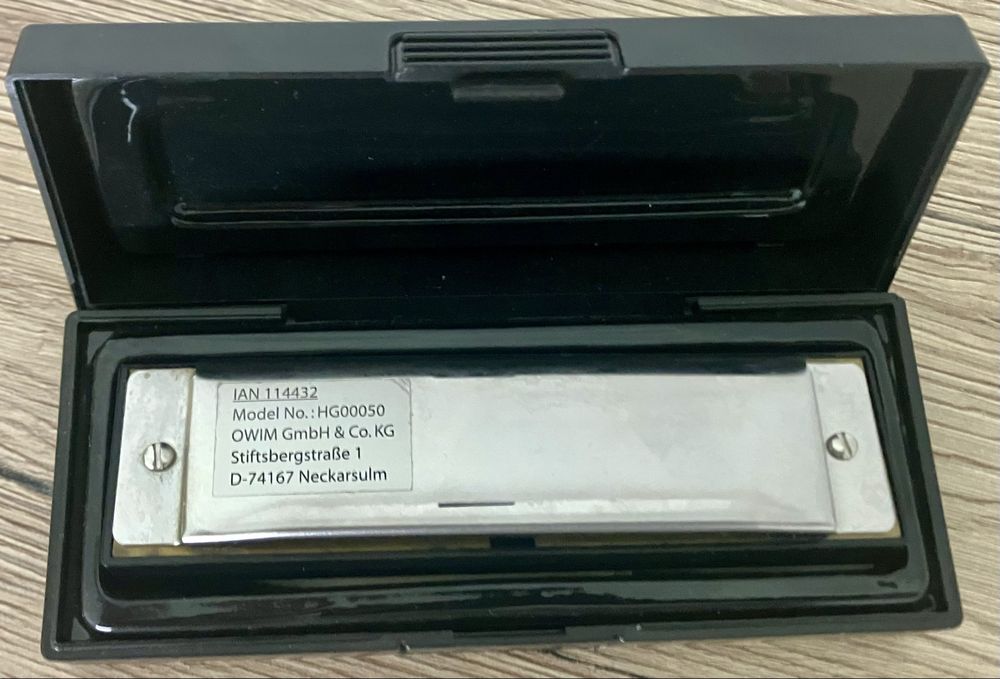 IAN 114432
Model No.: HG00050
OWIM GmbH & Co. KG
Stiftsbergstraße 1
D-74167 Neckarsulm